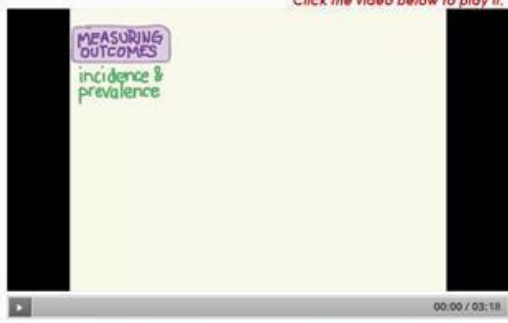 Click the video below to play it.
MEASURING
OUTCOMES
incidence &
prevalence
00:00 / 03:18